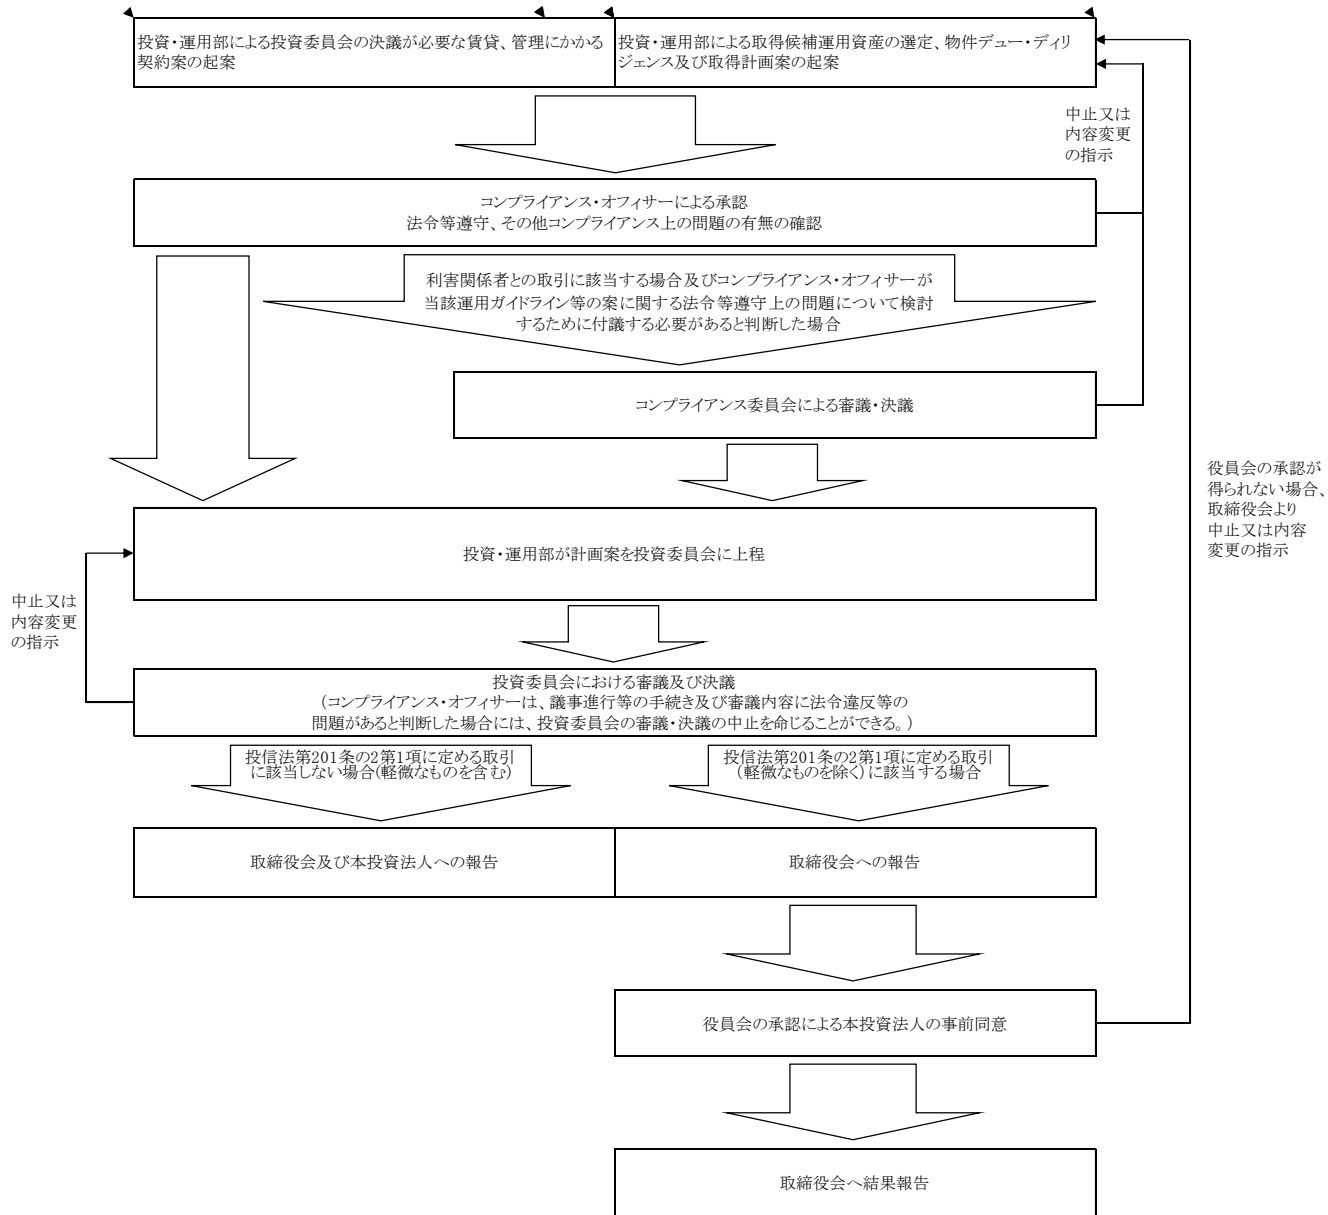 投資・運用部による投資委員会の決議が必要な賃貸、管理にかかる
契約案の起案
投資・運用部による取得候補運用資産の選定、物件デュー・ディリ
ジェンス及び取得計画案の起案
中止又は
内容変更
の指示
コンプライアンス・オフィサーによる承認
法令等遵守、その他コンプライアンス上の問題の有無の確認
利害関係者との取引に該当する場合及びコンプライアンス・オフィサーが
当該運用ガイドライン等の案に関する法令等遵守上の問題について検討
するために付議する必要があると判断した場合
コンプライアンス委員会による審議・決議
役員会の承認が
得られない場合、
取締役会より
中止又は内容
変更の指示
投資・運用部が計画案を投資委員会に上程
中止又は
内容変更
の指示
投資委員会における審議及び決議
（コンプライアンス・オフィサーは、議事進行等の手続き及び審議内容に法令違反等の
問題があると判断した場合には、投資委員会の審議・決議の中止を命じることができる。）
投信法第201条の2第1項に定める取引
に該当しない場合(軽微なものを含む)
投信法第201条の2第1項に定める取引
(軽微なものを除く)に該当する場合
取締役会及び本投資法人への報告
取締役会への報告
役員会の承認による本投資法人の事前同意
取締役会へ結果報告